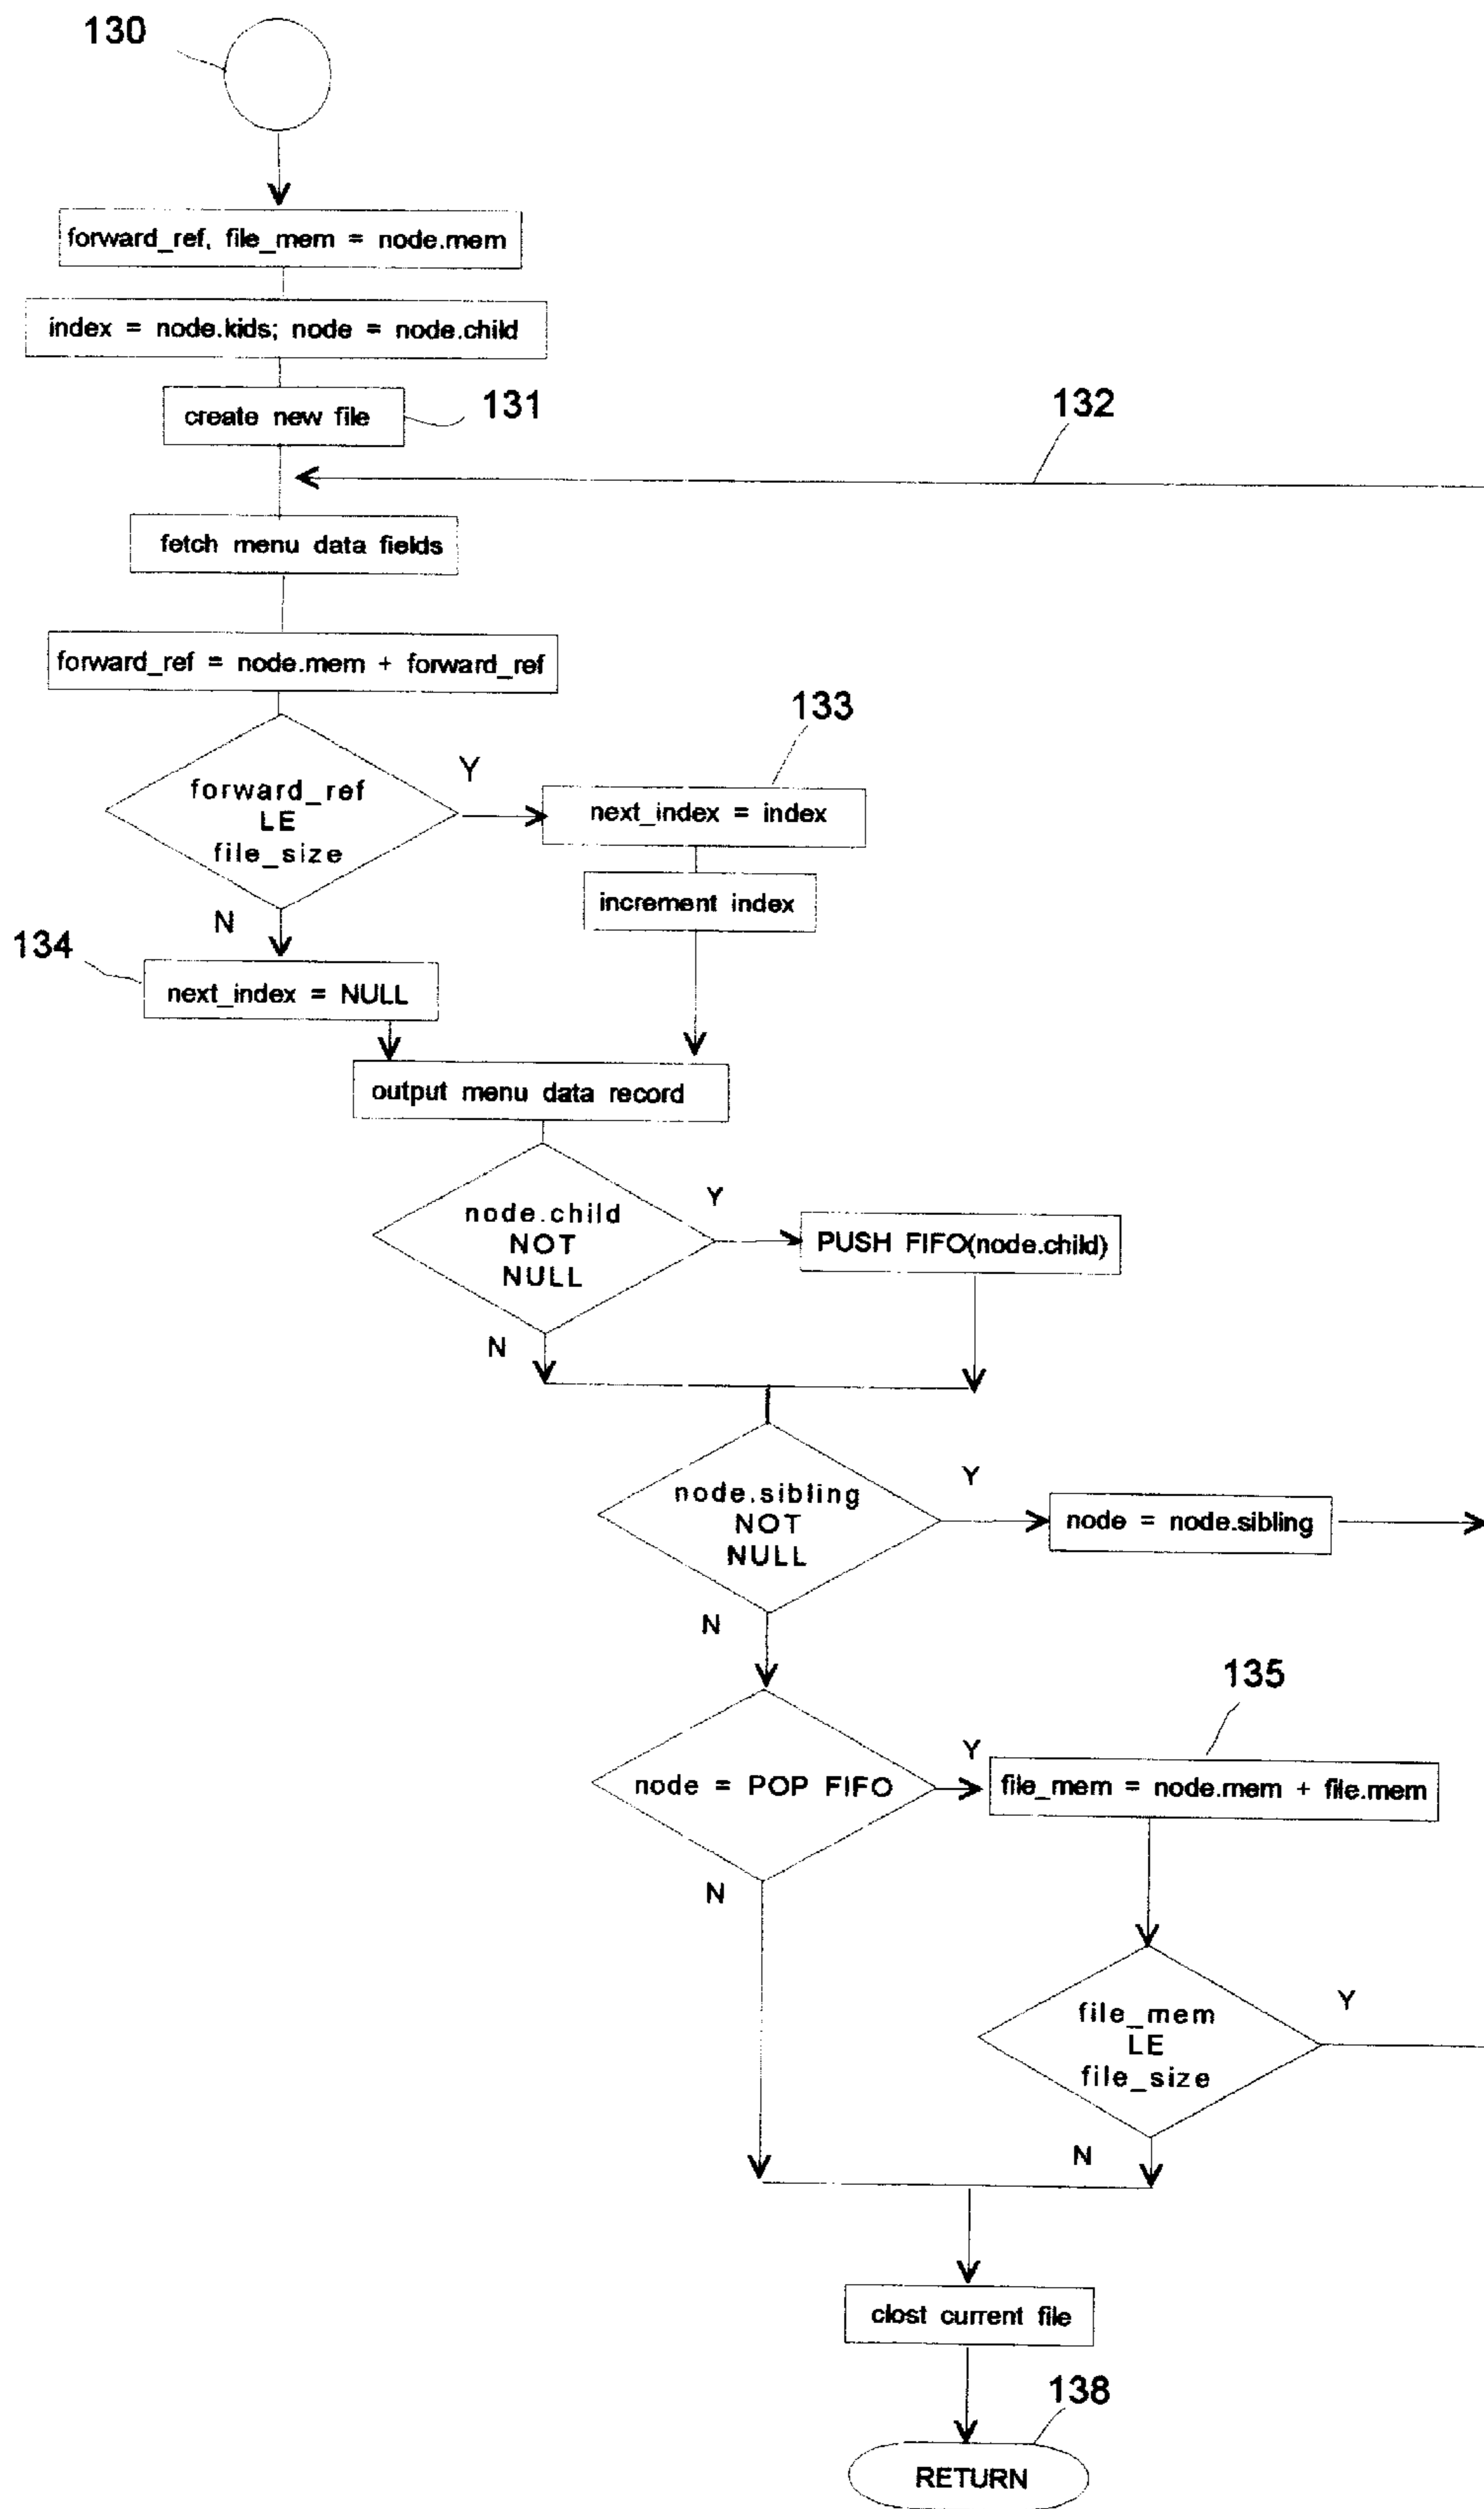 130
forward_ref, file_mem = node.mem
index = node.kids; node = node.child
create new file
131
132
fetch menu data fields
forward_ref = node.mem + forward_ref
133
forward_ref
LE
file_size
Y
next_index = index
increment index
N
134
next_index = NULL
output menu data record
node.child
NOT
NULL
Y
PUSH FIFO(node.child)
N
node.sibling
NOT
NULL
Y
node = node.sibling
N
135
node = POP FIFO
Y
file_mem = node.mem + file.mem
N
file_mem
LE
file_size
Y
N
clost current file
138
RETURN